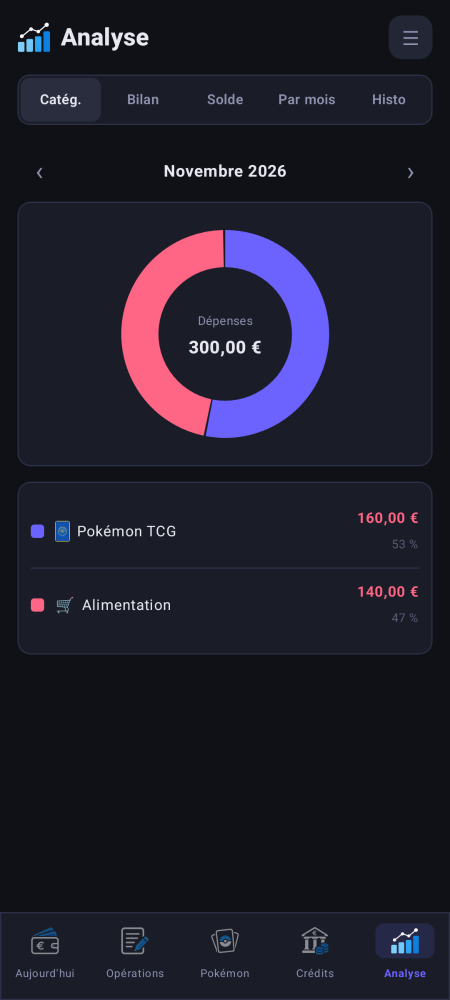 Analyse
Catég. Bilan Solde Par mois Histo
‹ Novembre 2026 ›
Dépenses
300,00 €
Pokémon TCG 160,00 €
53 %
Alimentation 140,00 €
47 %
Aujourd'hui Opérations Pokémon Crédits Analyse